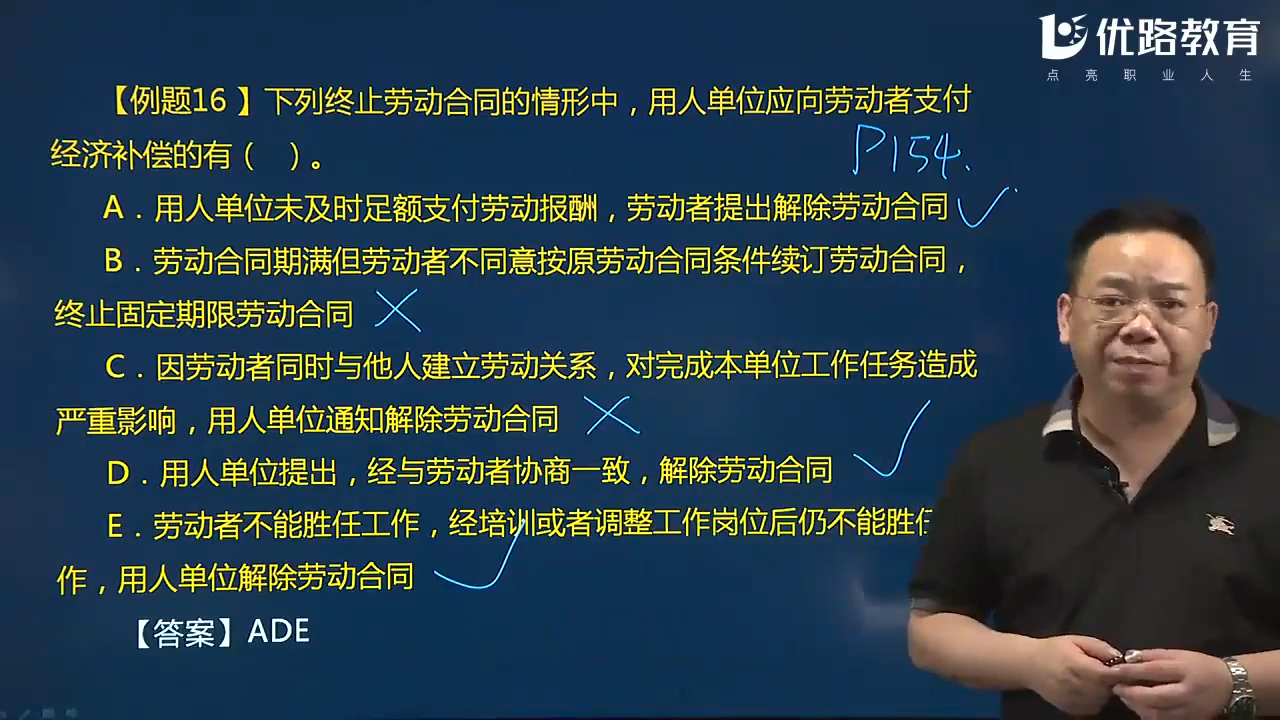 优路教育
点亮职业人生
【例题16】下列终止劳动合同的情形中，用人单位应向劳动者支付
经济补偿的有（ ）。
P154.
A．用人单位未及时足额支付劳动报酬，劳动者提出解除劳动合同
B．劳动合同期满但劳动者不同意按原劳动合同条件续订劳动合同，
终止固定期限劳动合同
C．因劳动者同时与他人建立劳动关系，对完成本单位工作任务造成
严重影响，用人单位通知解除劳动合同
D．用人单位提出，经与劳动者协商一致，解除劳动合同
E．劳动者不能胜任工作，经培训或者调整工作岗位后仍不能胜任
作，用人单位解除劳动合同
【答案】ADE